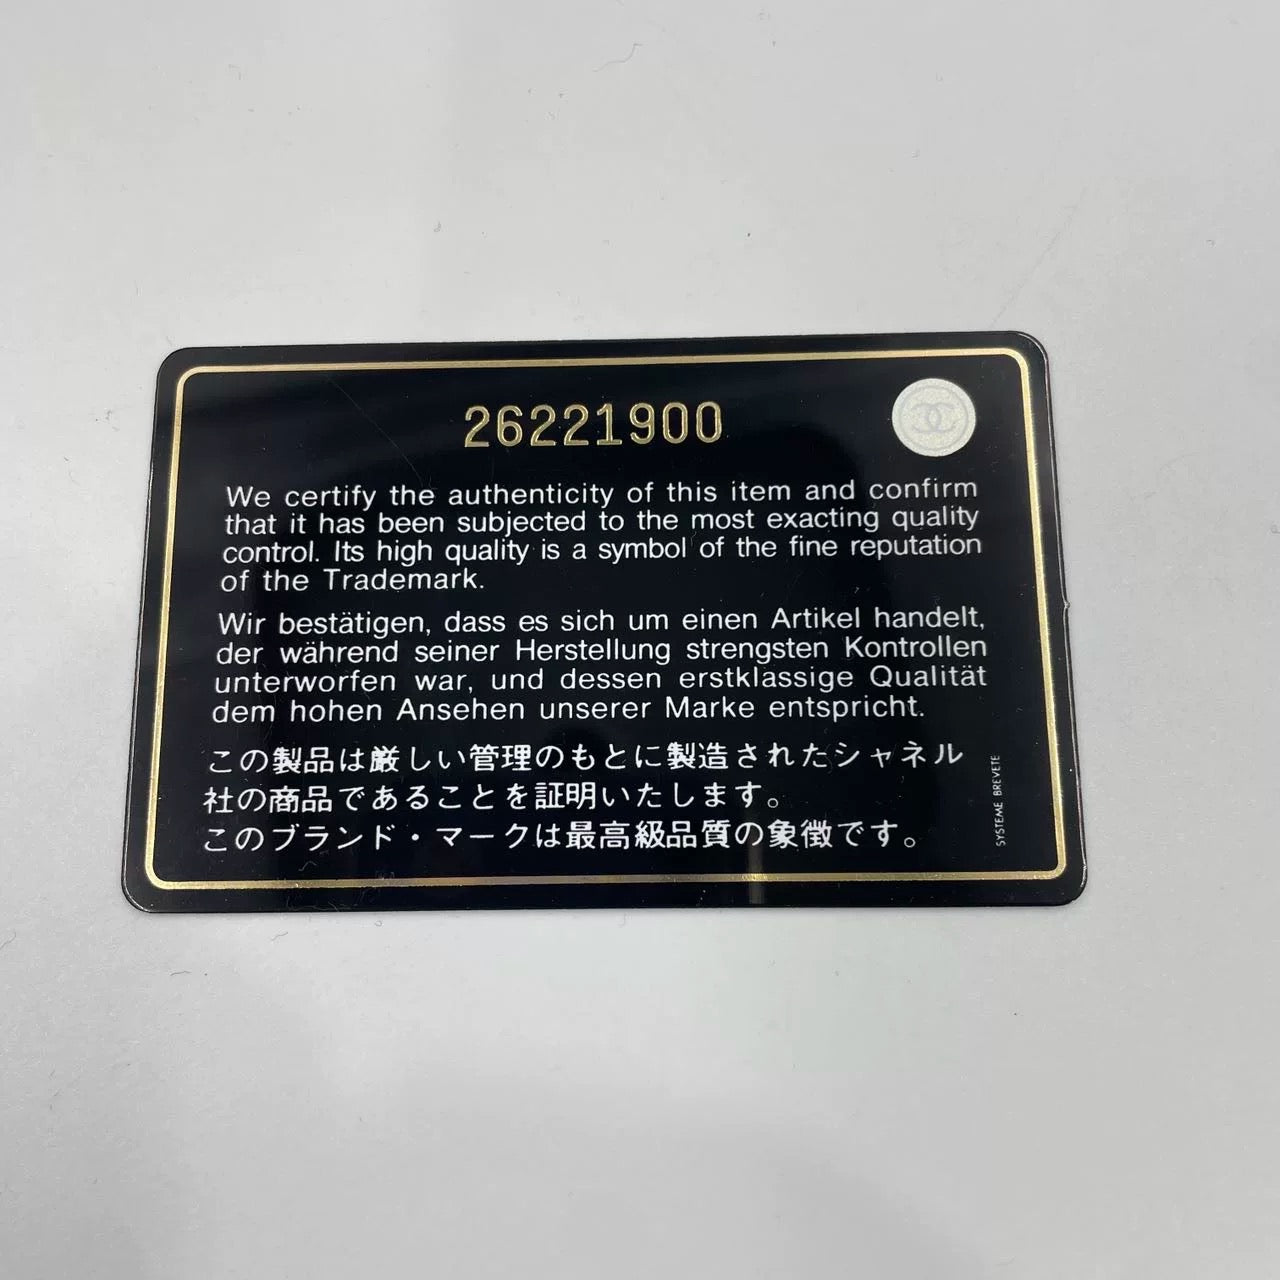 26221900
We certify the authenticity of this item and confirm
that it has been subjected to the most exacting quality
control. Its high quality is a symbol of the fine reputation
of the Trademark.
Wir bestätigen, dass es sich um einen Artikel handelt,
der während seiner Herstellung strengsten Kontrollen
unterworfen war, und dessen erstklassige Qualität
dem hohen Ansehen unserer Marke entspricht.
この製品は厳しい管理のもとに製造されたシャネル
社の商品であることを証明いたします。
このブランド・マークは最高級品質の象徴です。
SYSTEME BREVETE